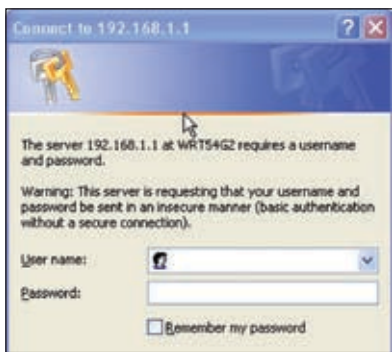 Connect to 192.168.1.1
The server 192.168.1.1 at WRT54G2 requires a username
and password.
Warning: This server is requesting that your username and
password be sent in an insecure manner (basic authentication
without a secure connection).
User name:
Password:
Remember my password